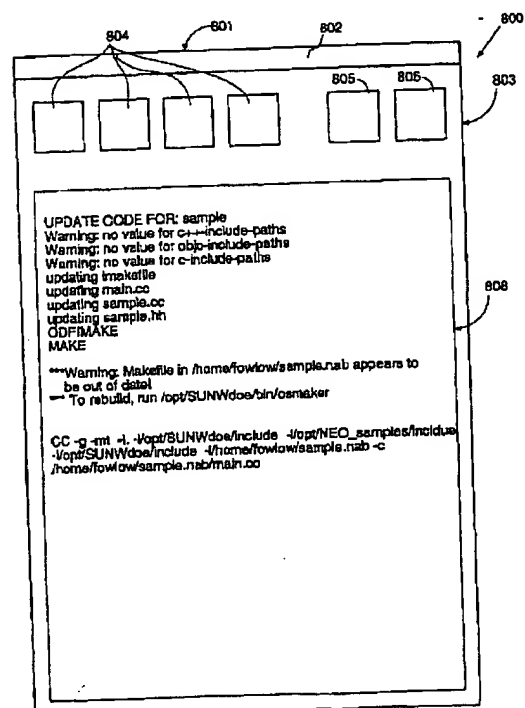 800
801
802
804
805
806
803
UPDATE CODE FOR: sample
Warning: no value for c++-include-paths
Warning: no value for objc-include-paths
Warning: no value for c-include-paths
updating Imakefile
updating main.cc
updating sample.cc
updating sample.hh
ODFIMAKE
MAKE
***Warning: Makefile in /home/fowlow/sample.nab appears to
be out of date!
*** To rebuild, run /opt/SUNWdoe/bin/osmaker
CC -g -mt -I. -I/opt/SUNWdoe/include -I/opt/NEO_samples/incldue
-I/opt/SUNWdoe/include -I/home/fowlow/sample.nab -c
/home/fowlow/sample.nab/main.cc
808